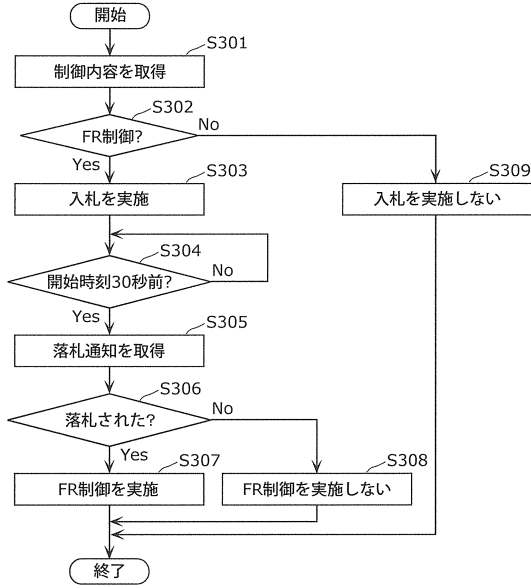 開始
S301
制御内容を取得
S302
FR制御?
No
Yes
S303
入札を実施
S309
入札を実施しない
S304
開始時刻30秒前?
No
Yes
S305
落札通知を取得
S306
落札された?
No
Yes
S307
FR制御を実施
S308
FR制御を実施しない
終了